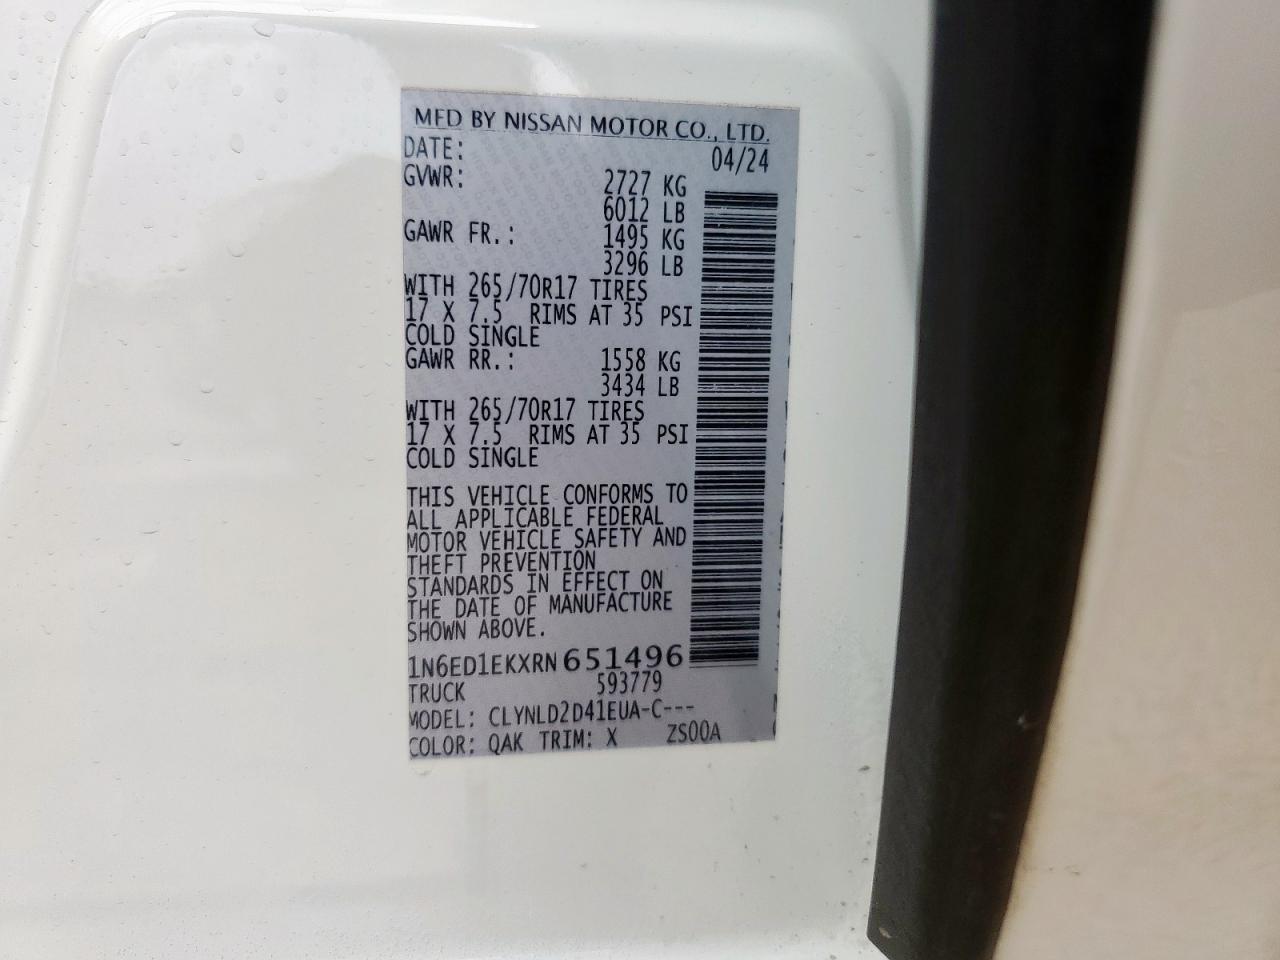 MFD BY NISSAN MOTOR CO., LTD.
DATE: 04/24
GVWR: 2727 KG
6012 LB
GAWR FR.: 1495 KG
3296 LB
WITH 265/70R17 TIRES
17 X 7.5 RIMS AT 35 PSI
COLD SINGLE
GAWR RR.: 1558 KG
3434 LB
WITH 265/70R17 TIRES
17 X 7.5 RIMS AT 35 PSI
COLD SINGLE
THIS VEHICLE CONFORMS TO
ALL APPLICABLE FEDERAL
MOTOR VEHICLE SAFETY AND
THEFT PREVENTION
STANDARDS IN EFFECT ON
THE DATE OF MANUFACTURE
SHOWN ABOVE.
1N6ED1EKXRN651496
TRUCK 593779
MODEL: CLYNLD2D41EUA-C---
COLOR: QAK TRIM: X ZS00A